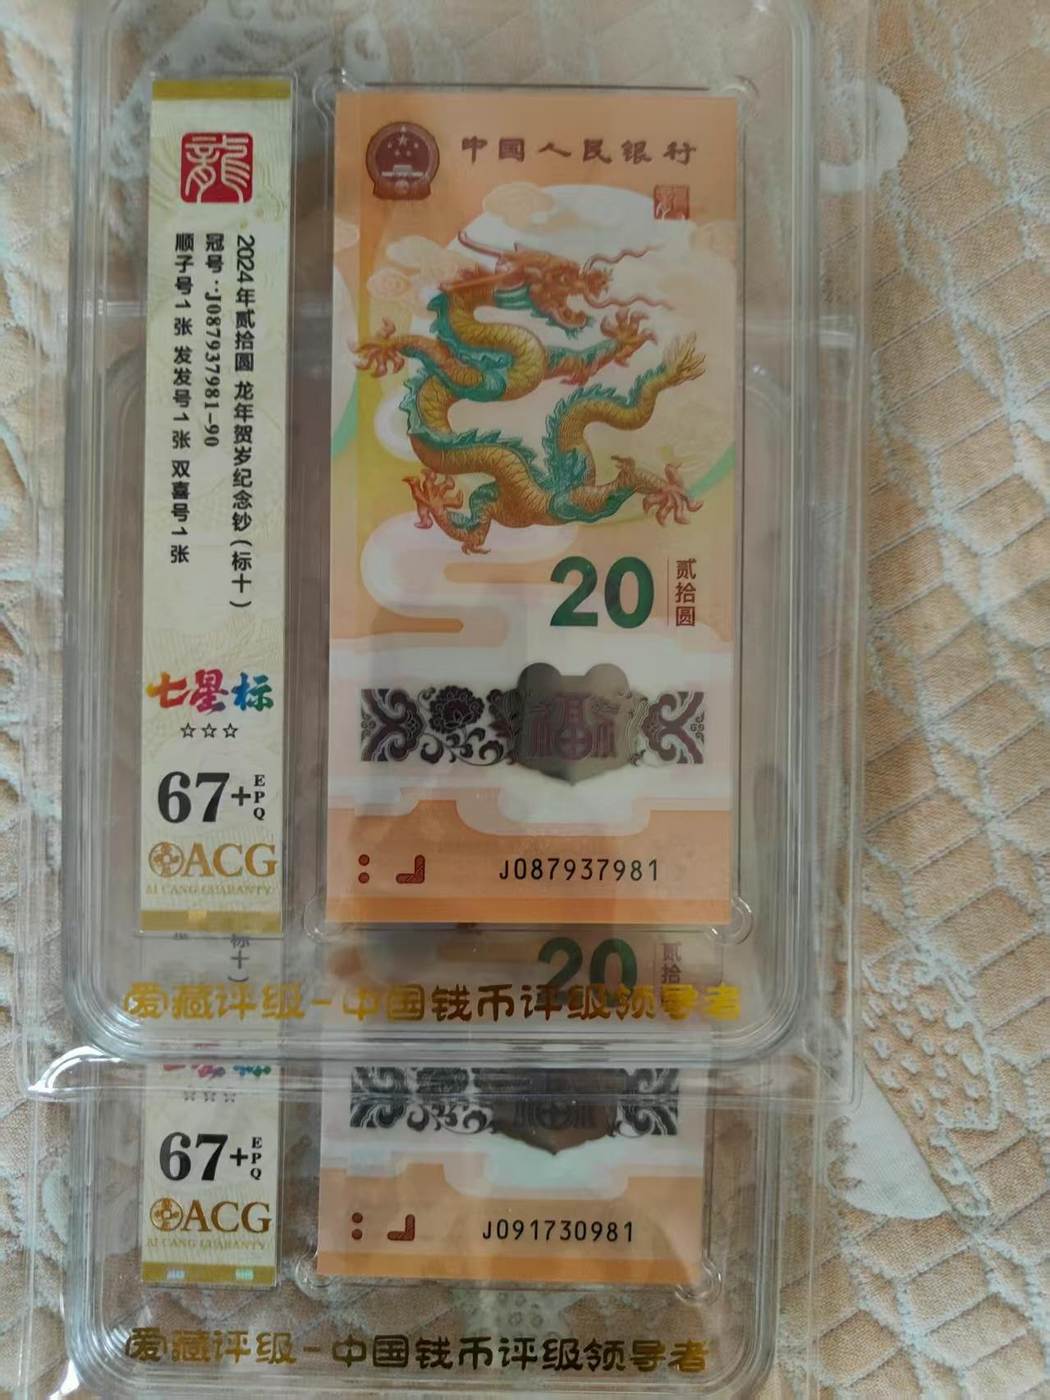 龍
2024年贰拾圆 龙年贺岁纪念钞(标十)
冠号:J087937981-90
顺子号1张 发发号1张 双喜号1张
七星标
☆☆☆
67+EPQ
ACG
AI CANG GUARANTY
中国人民银行
20
贰拾圆
福
J087937981
爱藏评级-中国钱币评级领导者
标十)
20
贰拾
67+EPQ
ACG
AI CANG GUARANTY
J091730981
爱藏评级-中国钱币评级领导者